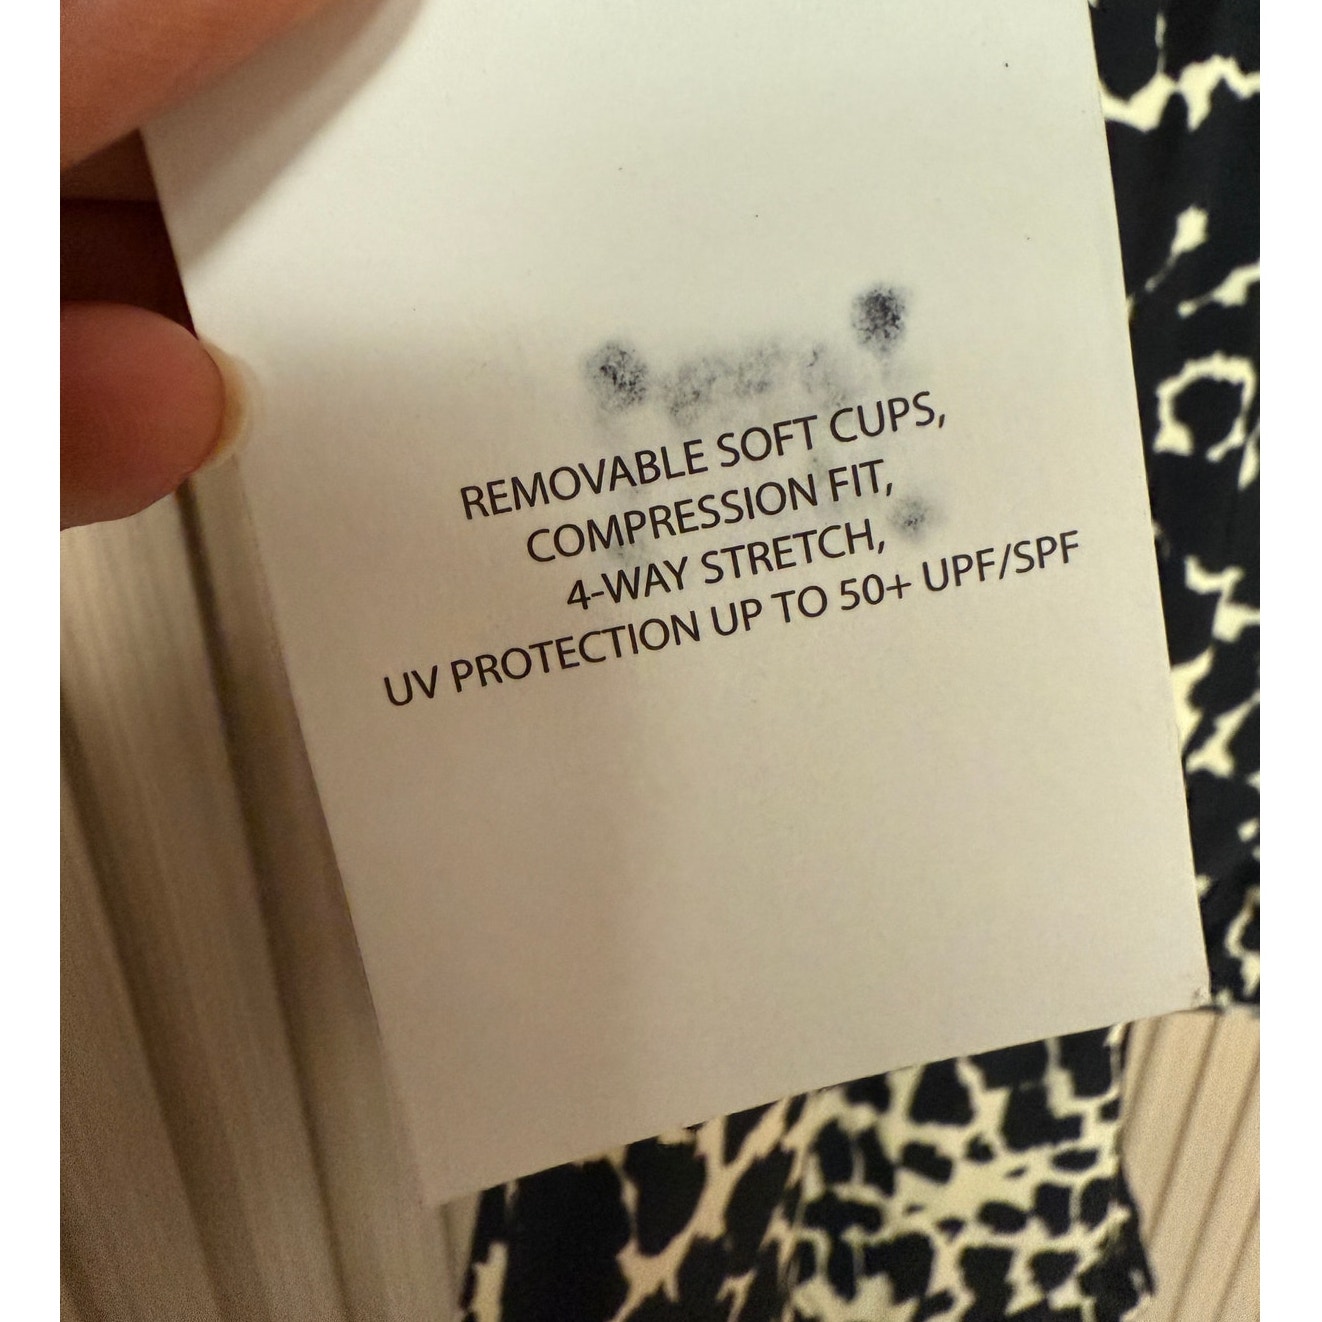 REMOVABLE SOFT CUPS,
COMPRESSION FIT,
4-WAY STRETCH,
UV PROTECTION UP TO 50+ UPF/SPF